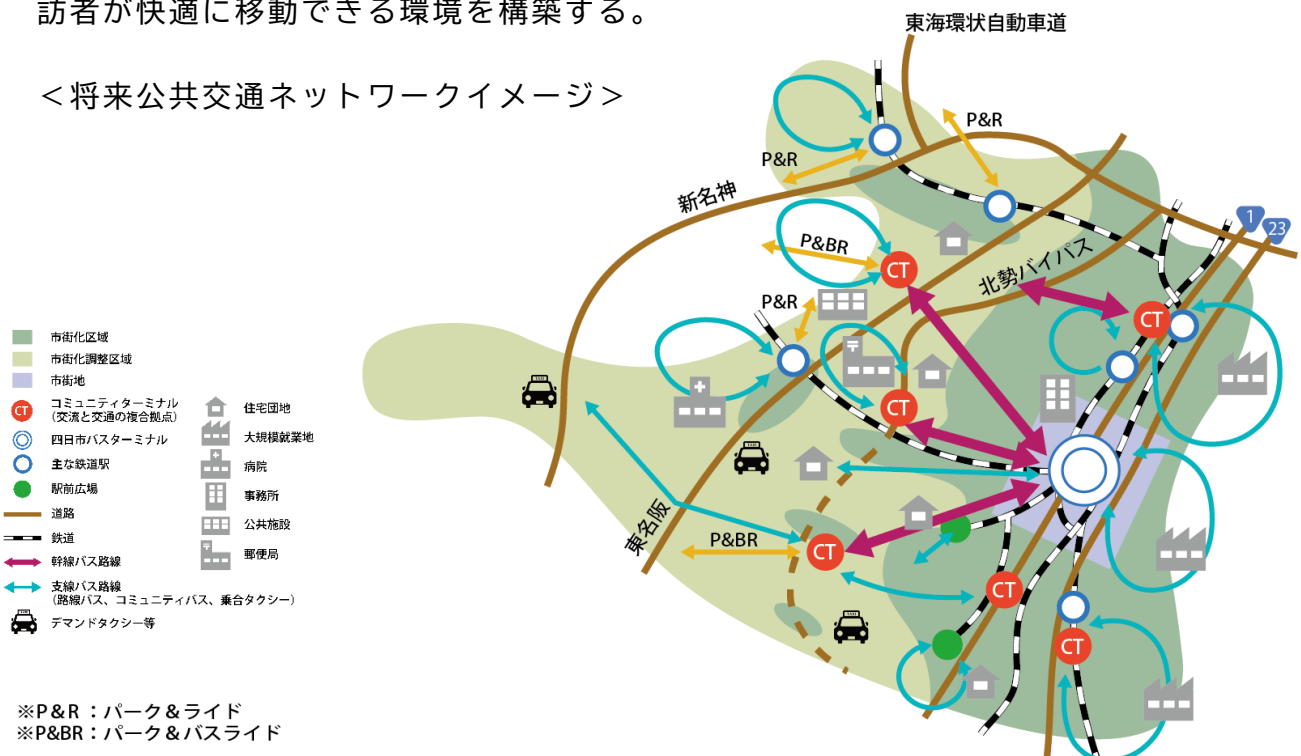 訪者が快適に移動できる環境を構築する。
＜将来公共交通ネットワークイメージ＞
東海環状自動車道
P&R
P&R
新名神
1
23
P&BR
CT
北勢バイパス
P&R
CT
CT
東名阪
P&BR
CT
CT
CT
市街化区域
市街化調整区域
市街地
CT
コミュニティターミナル
（交流と交通の複合拠点）
四日市バスターミナル
主な鉄道駅
駅前広場
道路
鉄道
幹線バス路線
支線バス路線
（路線バス、コミュニティバス、乗合タクシー）
デマンドタクシー等
住宅団地
大規模就業地
病院
事務所
公共施設
郵便局
※P&R：パーク&ライド
※P&BR：パーク&バスライド